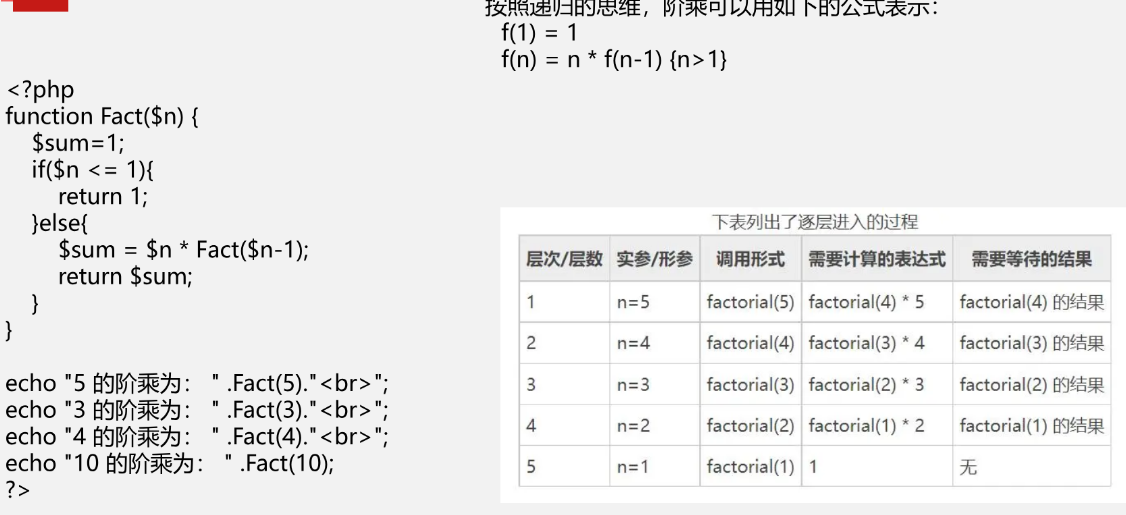 按照递归的思维，阶乘可以用如下的公式表示：
f(1) = 1
f(n) = n * f(n-1) {n>1}
<?php
function Fact($n) {
$sum=1;
if($n <= 1){
return 1;
}else{
$sum = $n * Fact($n-1);
return $sum;
}
}
echo "5 的阶乘为： " .Fact(5)."<br>";
echo "3 的阶乘为： " .Fact(3)."<br>";
echo "4 的阶乘为： " .Fact(4)."<br>";
echo "10 的阶乘为： " .Fact(10);
?>
下表列出了逐层进入的过程
层次/层数 实参/形参 调用形式 需要计算的表达式 需要等待的结果
1 n=5 factorial(5) factorial(4) * 5 factorial(4) 的结果
2 n=4 factorial(4) factorial(3) * 4 factorial(3) 的结果
3 n=3 factorial(3) factorial(2) * 3 factorial(2) 的结果
4 n=2 factorial(2) factorial(1) * 2 factorial(1) 的结果
5 n=1 factorial(1) 1 无